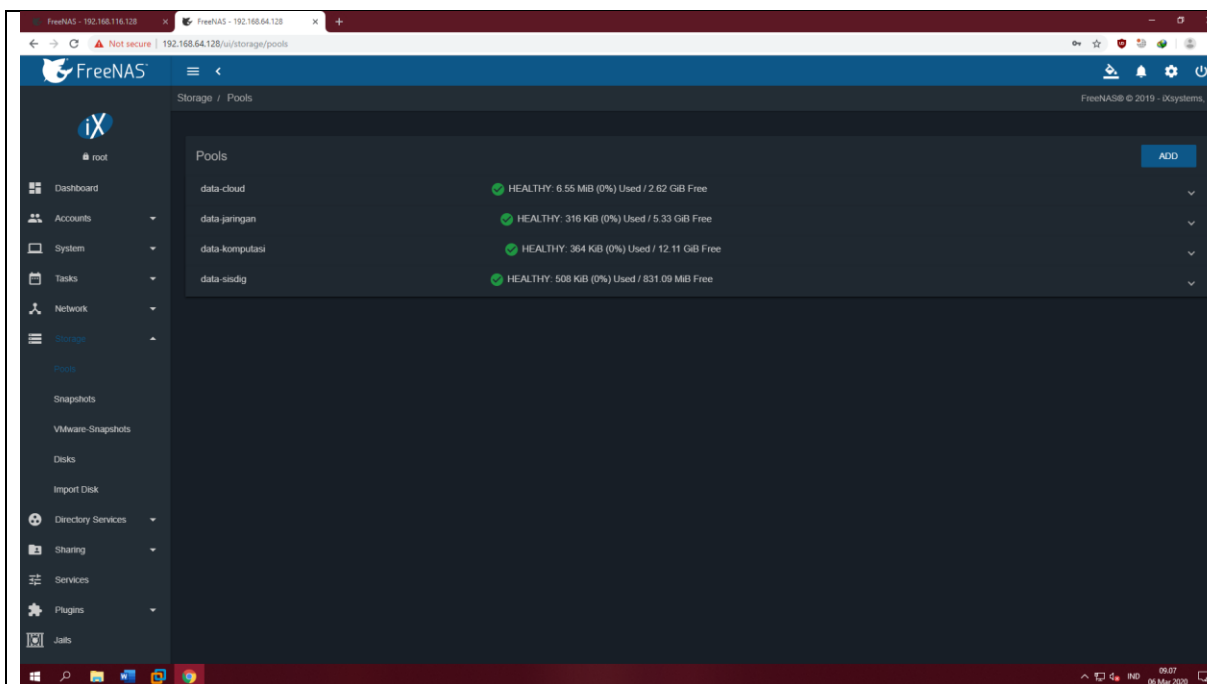 FreeNAS - 192.168.116.128
FreeNAS - 192.168.64.128
Not secure | 192.168.64.128/ui/storage/pools
FreeNAS
Storage / Pools
FreeNAS® © 2019 - iXsystems,
iX
root
Pools
ADD
data-cloud HEALTHY: 6.55 MiB (0%) Used / 2.62 GiB Free
data-jaringan HEALTHY: 316 KiB (0%) Used / 5.33 GiB Free
data-komputasi HEALTHY: 364 KiB (0%) Used / 12.11 GiB Free
data-sisdig HEALTHY: 508 KiB (0%) Used / 831.09 MiB Free
Dashboard
Accounts
System
Tasks
Network
Storage
Pools
Snapshots
VMware-Snapshots
Disks
Import Disk
Directory Services
Sharing
Services
Plugins
Jails
IND
09.07
06 Mar 2020